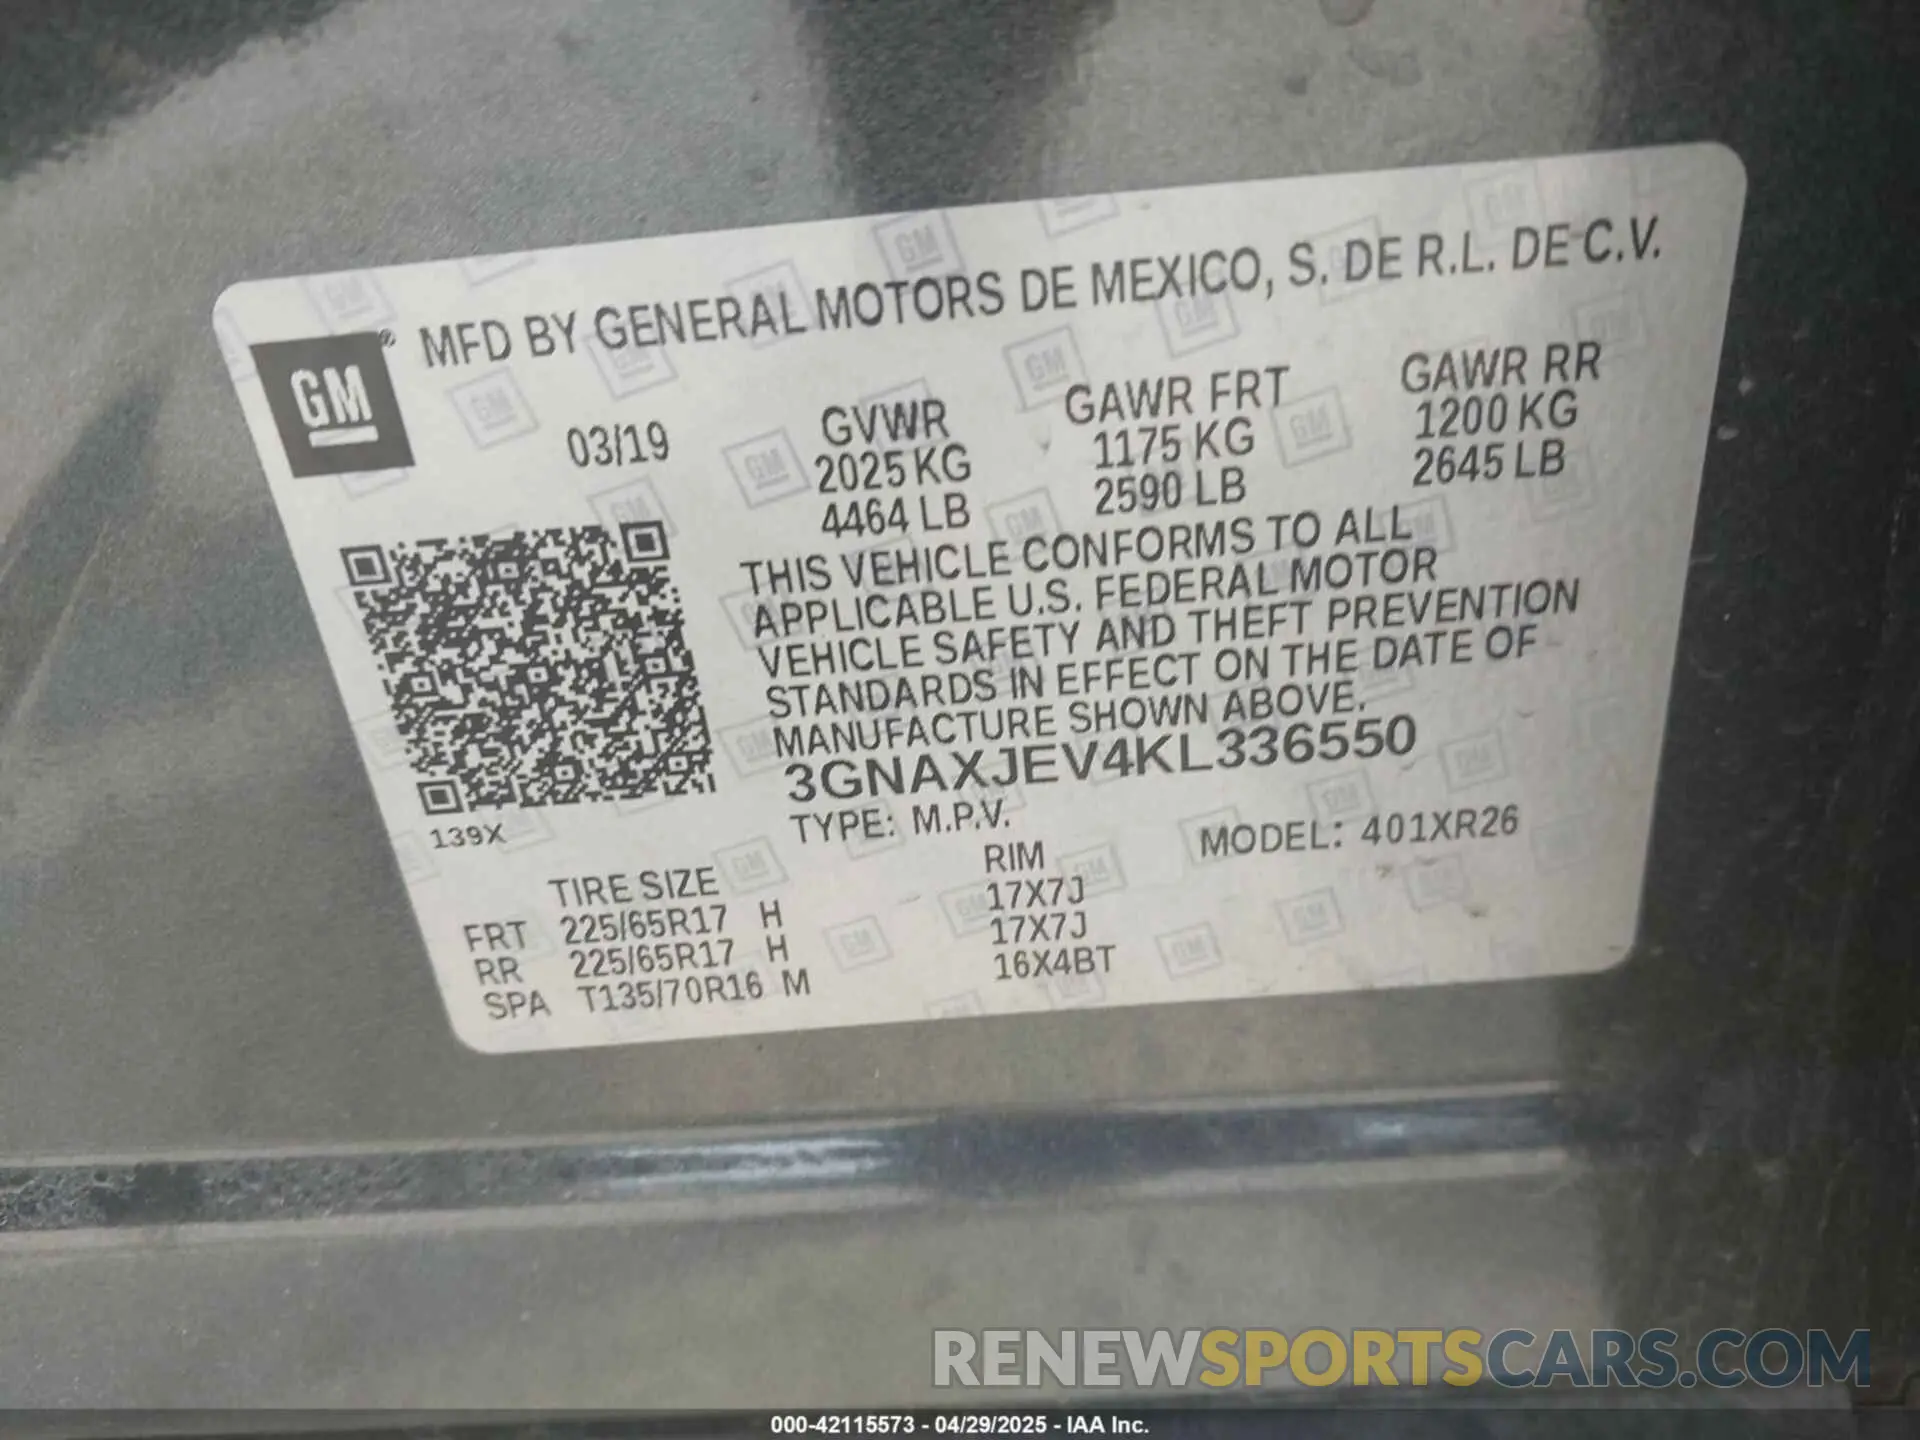 MFD BY GENERAL MOTORS DE MEXICO, S. DE R.L. DE C.V.
GM®
03/19
GVWR GAWR FRT GAWR RR
2025 KG 1175 KG 1200 KG
4464 LB 2590 LB 2645 LB
THIS VEHICLE CONFORMS TO ALL
APPLICABLE U.S. FEDERAL MOTOR
VEHICLE SAFETY AND THEFT PREVENTION
STANDARDS IN EFFECT ON THE DATE OF
MANUFACTURE SHOWN ABOVE.
3GNAXJEV4KL336550
139X
TYPE: M.P.V. MODEL: 401XR26
TIRE SIZE RIM
FRT 225/65R17 H 17X7J
RR 225/65R17 H 17X7J
SPA T135/70R16 M 16X4BT
RENEWSPORTSCARS.COM
000-42115573 - 04/29/2025 - IAA Inc.